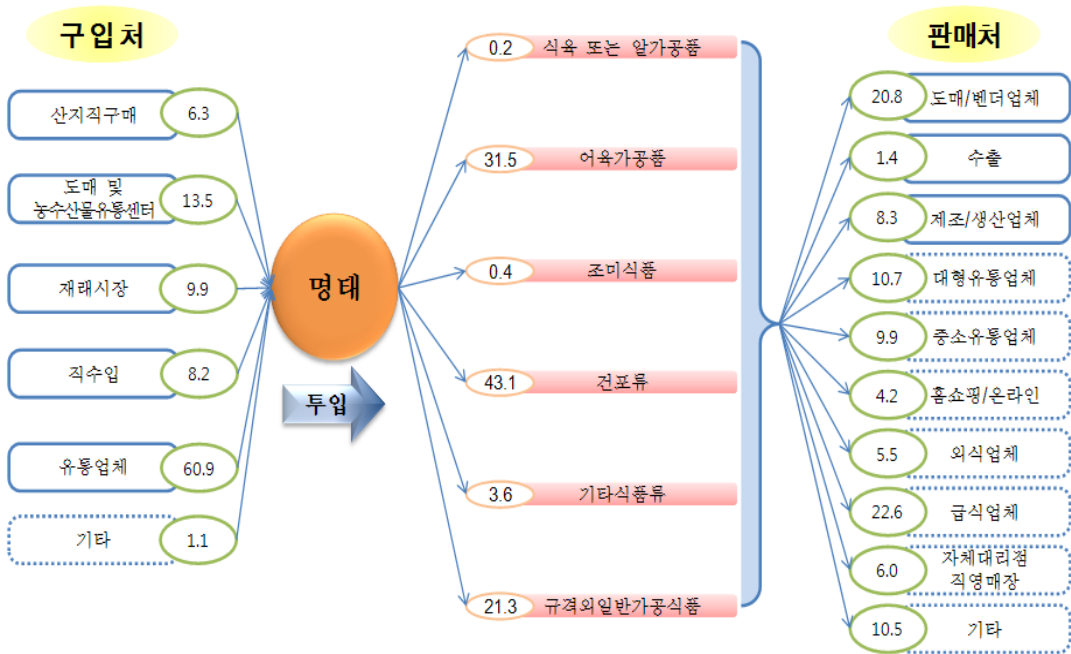 구입처
산지직구매
6.3
도매 및
농수산물유통센터
13.5
재래시장
9.9
직수입
8.2
유통업체
60.9
기타
1.1
명태
투입
0.2
식육 또는 알가공품
31.5
어육가공품
0.4
조미식품
43.1
건포류
3.6
기타식품류
21.3
규격외일반가공식품
판매처
20.8
도매/벤더업체
1.4
수출
8.3
제조/생산업체
10.7
대형유통업체
9.9
중소유통업체
4.2
홈쇼핑/온라인
5.5
외식업체
22.6
급식업체
6.0
자체대리점
직영매장
10.5
기타